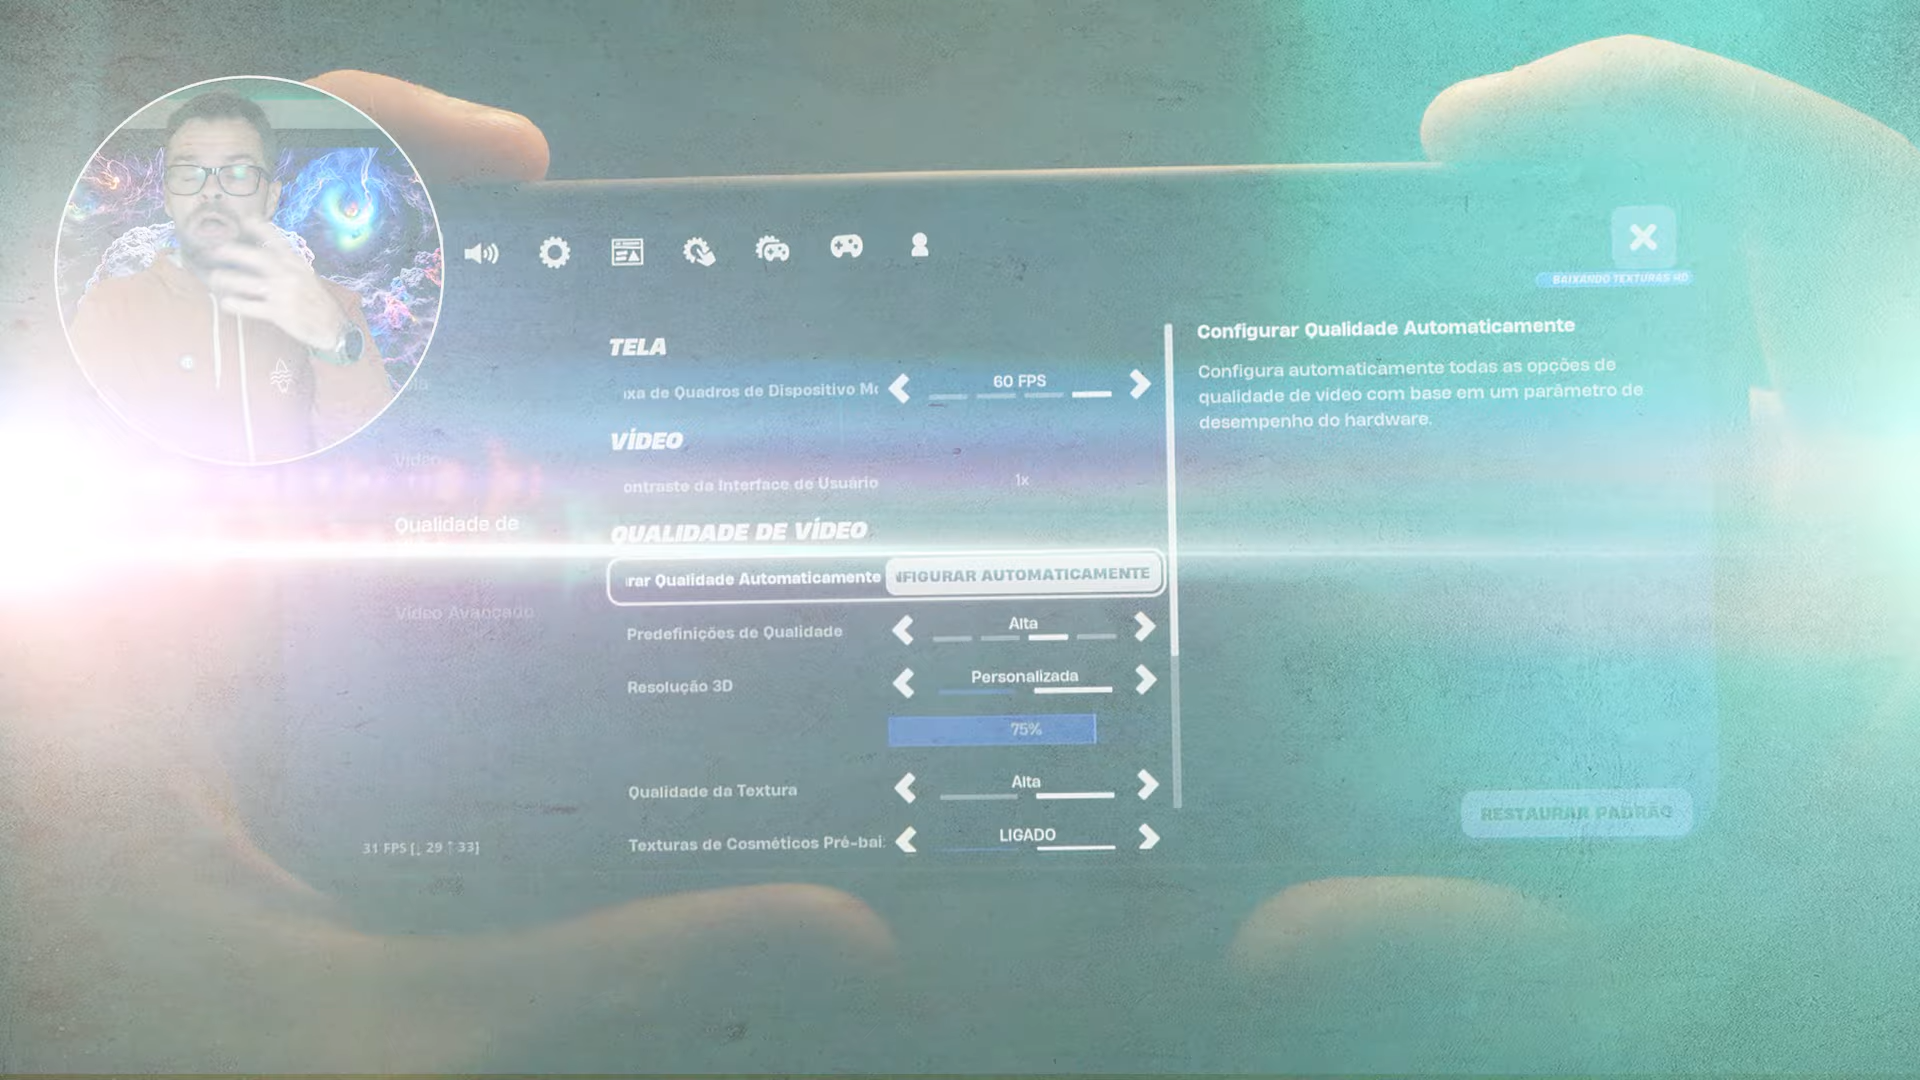 BAIXANDO TEXTURAS HD
TELA
ixa de Quadros de Dispositivo Mo
60 FPS
VÍDEO
ontraste da Interface de Usuário
1x
QUALIDADE DE VÍDEO
rar Qualidade Automaticamente
FIGURAR AUTOMATICAMENTE
Predefinições de Qualidade
Alta
Resolução 3D
Personalizada
75%
Qualidade da Textura
Alta
Texturas de Cosméticos Pré-bai
LIGADO
Configurar Qualidade Automaticamente
Configura automaticamente todas as opções de
qualidade de vídeo com base em um parâmetro de
desempenho do hardware.
Vídeo
Qualidade de
Vídeo Avançado
RESTAURAR PADRÃO
31 FPS [↓ 29 ↑ 33]